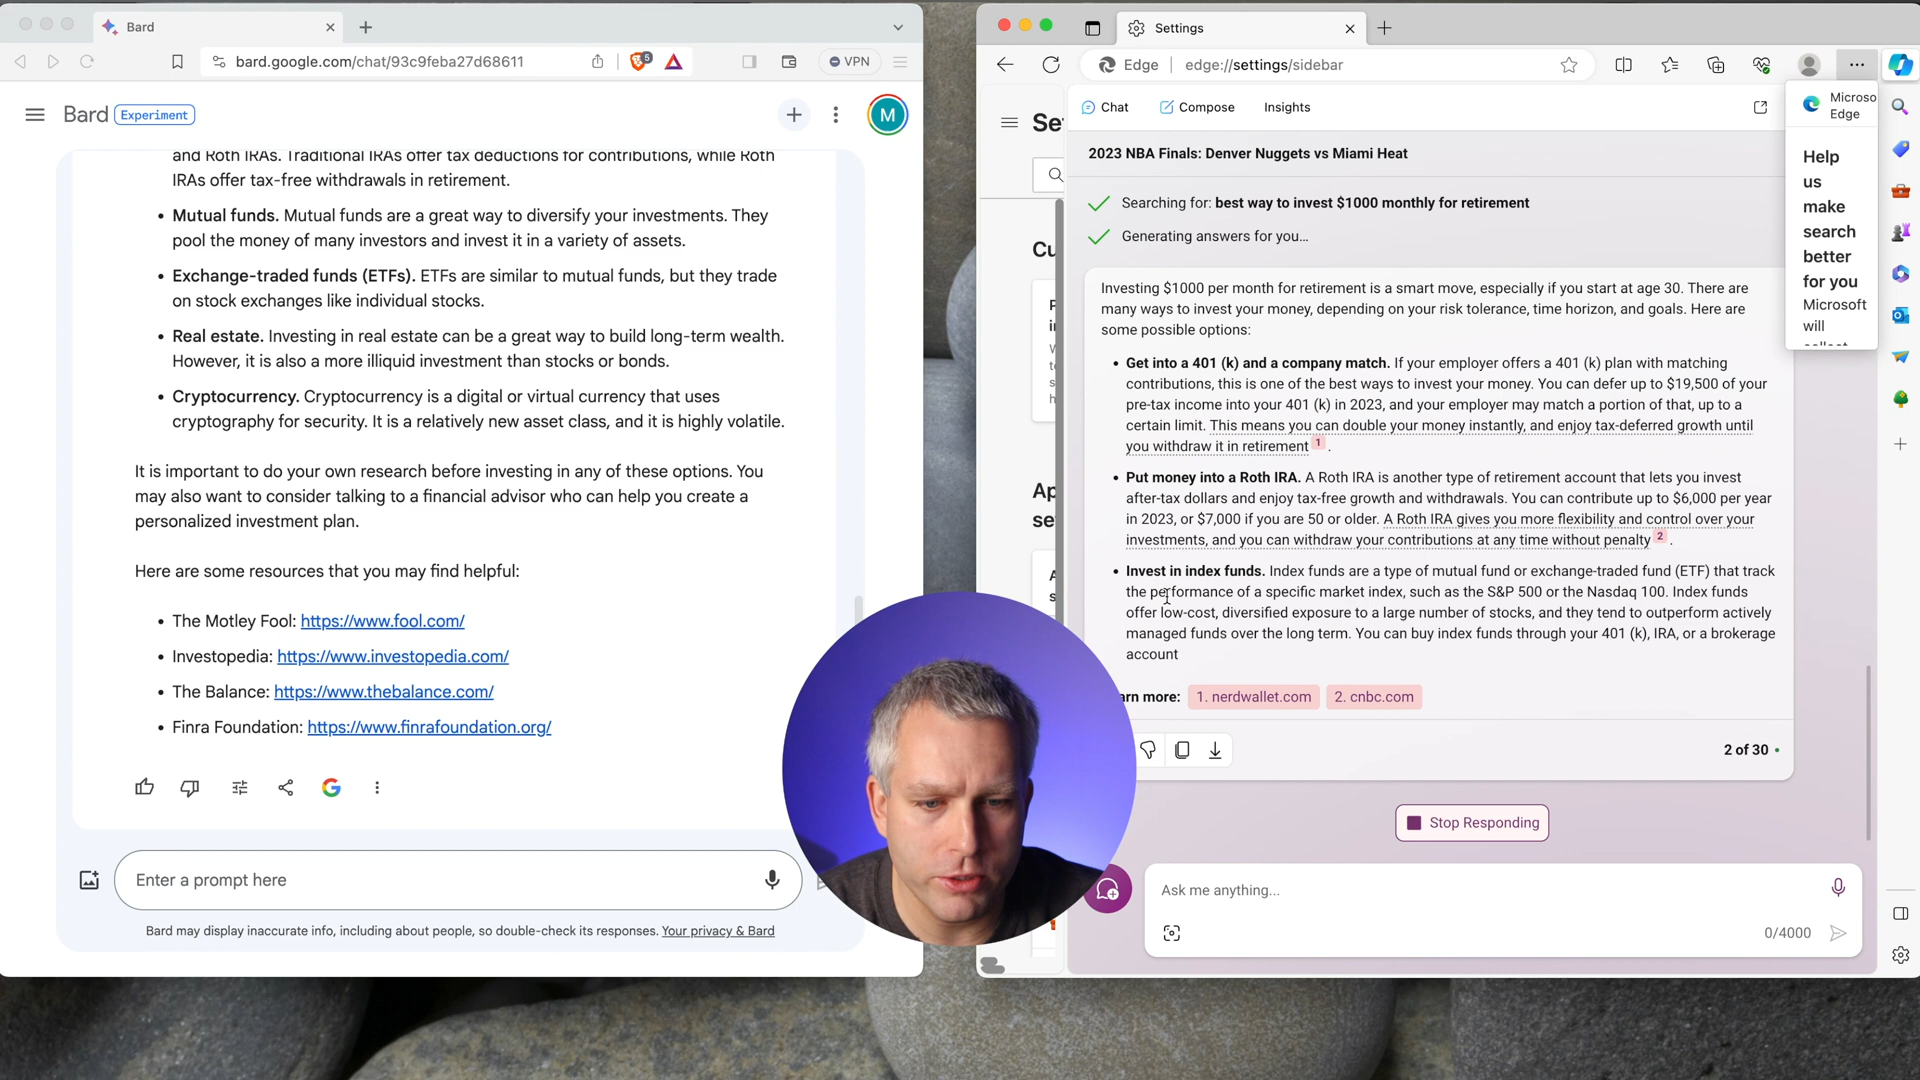 Bard
bard.google.com/chat/93c9feba27d68611
5
VPN
Bard
Experiment
M
and Roth IRAs. Traditional IRAs offer tax deductions for contributions, while Roth
IRAs offer tax-free withdrawals in retirement.
• Mutual funds. Mutual funds are a great way to diversify your investments. They
pool the money of many investors and invest it in a variety of assets.
• Exchange-traded funds (ETFs). ETFs are similar to mutual funds, but they trade
on stock exchanges like individual stocks.
• Real estate. Investing in real estate can be a great way to build long-term wealth.
However, it is also a more illiquid investment than stocks or bonds.
• Cryptocurrency. Cryptocurrency is a digital or virtual currency that uses
cryptography for security. It is a relatively new asset class, and it is highly volatile.
It is important to do your own research before investing in any of these options. You
may also want to consider talking to a financial advisor who can help you create a
personalized investment plan.
Here are some resources that you may find helpful:
• The Motley Fool: https://www.fool.com/
• Investopedia: https://www.investopedia.com/
• The Balance: https://www.thebalance.com/
• Finra Foundation: https://www.finrafoundation.org/
Enter a prompt here
Bard may display inaccurate info, including about people, so double-check its responses. Your privacy & Bard
Settings
Edge
edge://settings/sidebar
Se
Cu
Ap
se
Chat
Compose
Insights
2023 NBA Finals: Denver Nuggets vs Miami Heat
Searching for: best way to invest $1000 monthly for retirement
Generating answers for you...
Investing $1000 per month for retirement is a smart move, especially if you start at age 30. There are
many ways to invest your money, depending on your risk tolerance, time horizon, and goals. Here are
some possible options:
• Get into a 401 (k) and a company match. If your employer offers a 401 (k) plan with matching
contributions, this is one of the best ways to invest your money. You can defer up to $19,500 of your
pre-tax income into your 401 (k) in 2023, and your employer may match a portion of that, up to a
certain limit. This means you can double your money instantly, and enjoy tax-deferred growth until
you withdraw it in retirement 1 .
• Put money into a Roth IRA. A Roth IRA is another type of retirement account that lets you invest
after-tax dollars and enjoy tax-free growth and withdrawals. You can contribute up to $6,000 per year
in 2023, or $7,000 if you are 50 or older. A Roth IRA gives you more flexibility and control over your
investments, and you can withdraw your contributions at any time without penalty 2 .
• Invest in index funds. Index funds are a type of mutual fund or exchange-traded fund (ETF) that track
the performance of a specific market index, such as the S&P 500 or the Nasdaq 100. Index funds
offer low-cost, diversified exposure to a large number of stocks, and they tend to outperform actively
managed funds over the long term. You can buy index funds through your 401 (k), IRA, or a brokerage
account
arn more: 1. nerdwallet.com 2. cnbc.com
2 of 30
Stop Responding
Ask me anything...
0/4000
Microso
Edge
Help
us
make
search
better
for you
Microsoft
will